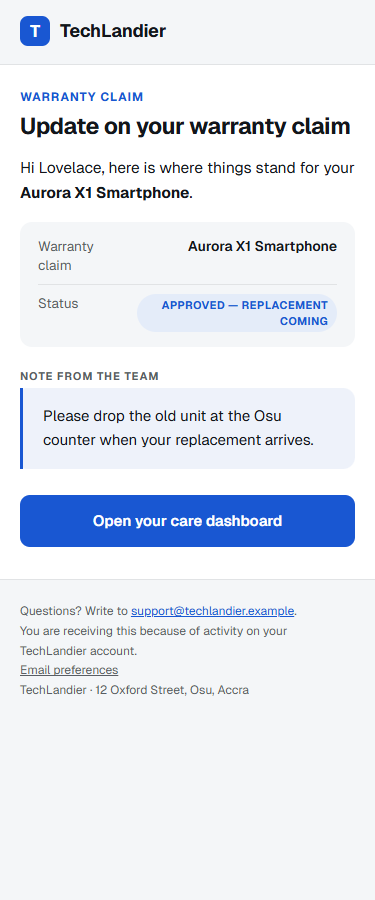 T TechLandier
WARRANTY CLAIM
Update on your warranty claim
Hi Lovelace, here is where things stand for your
Aurora X1 Smartphone.
Warranty
claim
Aurora X1 Smartphone
Status
APPROVED — REPLACEMENT
COMING
NOTE FROM THE TEAM
Please drop the old unit at the Osu
counter when your replacement arrives.
Open your care dashboard
Questions? Write to support@techlandier.example.
You are receiving this because of activity on your
TechLandier account.
Email preferences
TechLandier · 12 Oxford Street, Osu, Accra